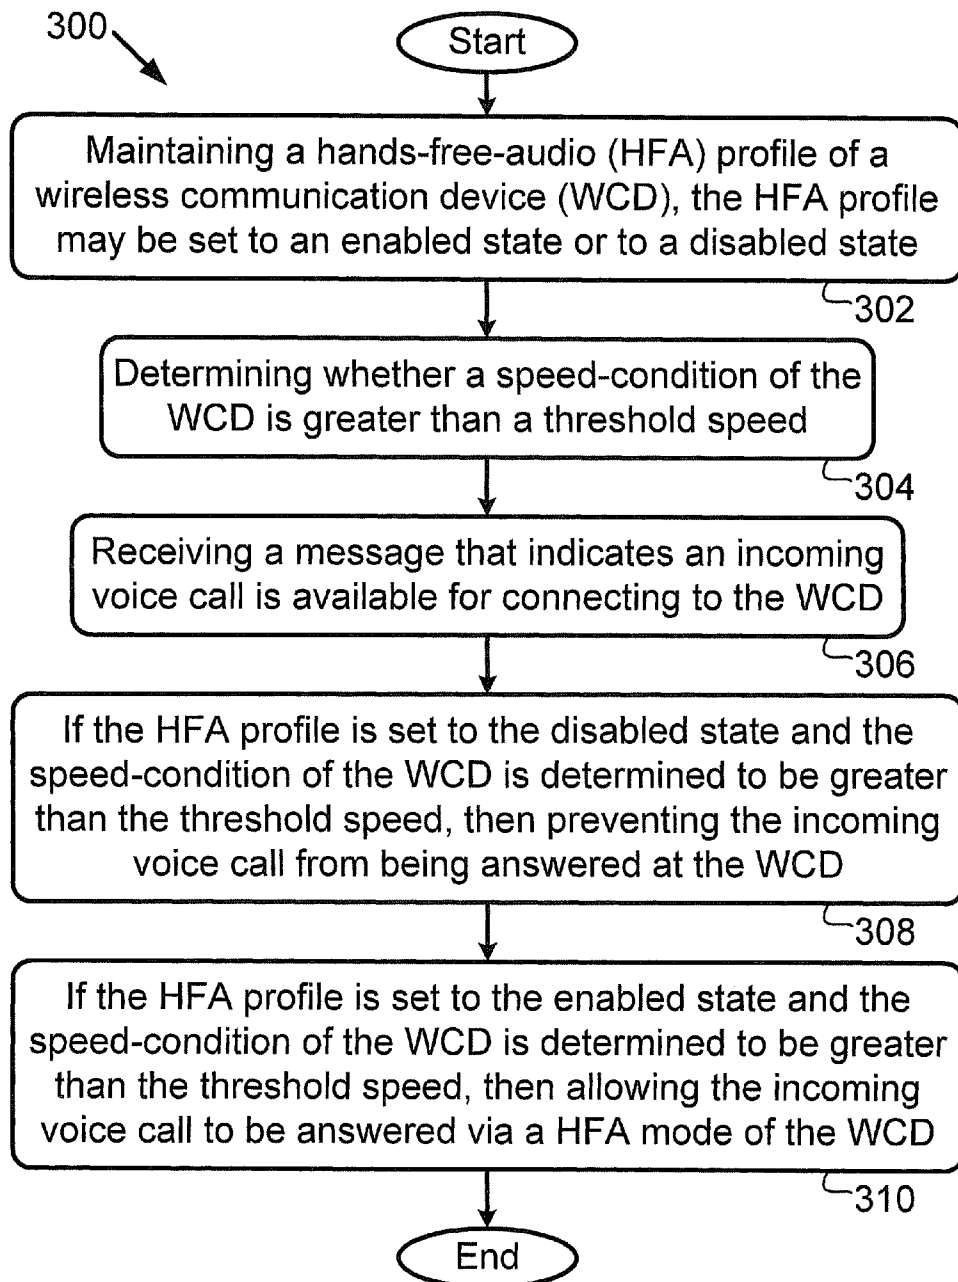 300
Start
Maintaining a hands-free-audio (HFA) profile of a
wireless communication device (WCD), the HFA profile
may be set to an enabled state or to a disabled state
302
Determining whether a speed-condition of the
WCD is greater than a threshold speed
304
Receiving a message that indicates an incoming
voice call is available for connecting to the WCD
306
If the HFA profile is set to the disabled state and the
speed-condition of the WCD is determined to be greater
than the threshold speed, then preventing the incoming
voice call from being answered at the WCD
308
If the HFA profile is set to the enabled state and the
speed-condition of the WCD is determined to be greater
than the threshold speed, then allowing the incoming
voice call to be answered via a HFA mode of the WCD
310
End